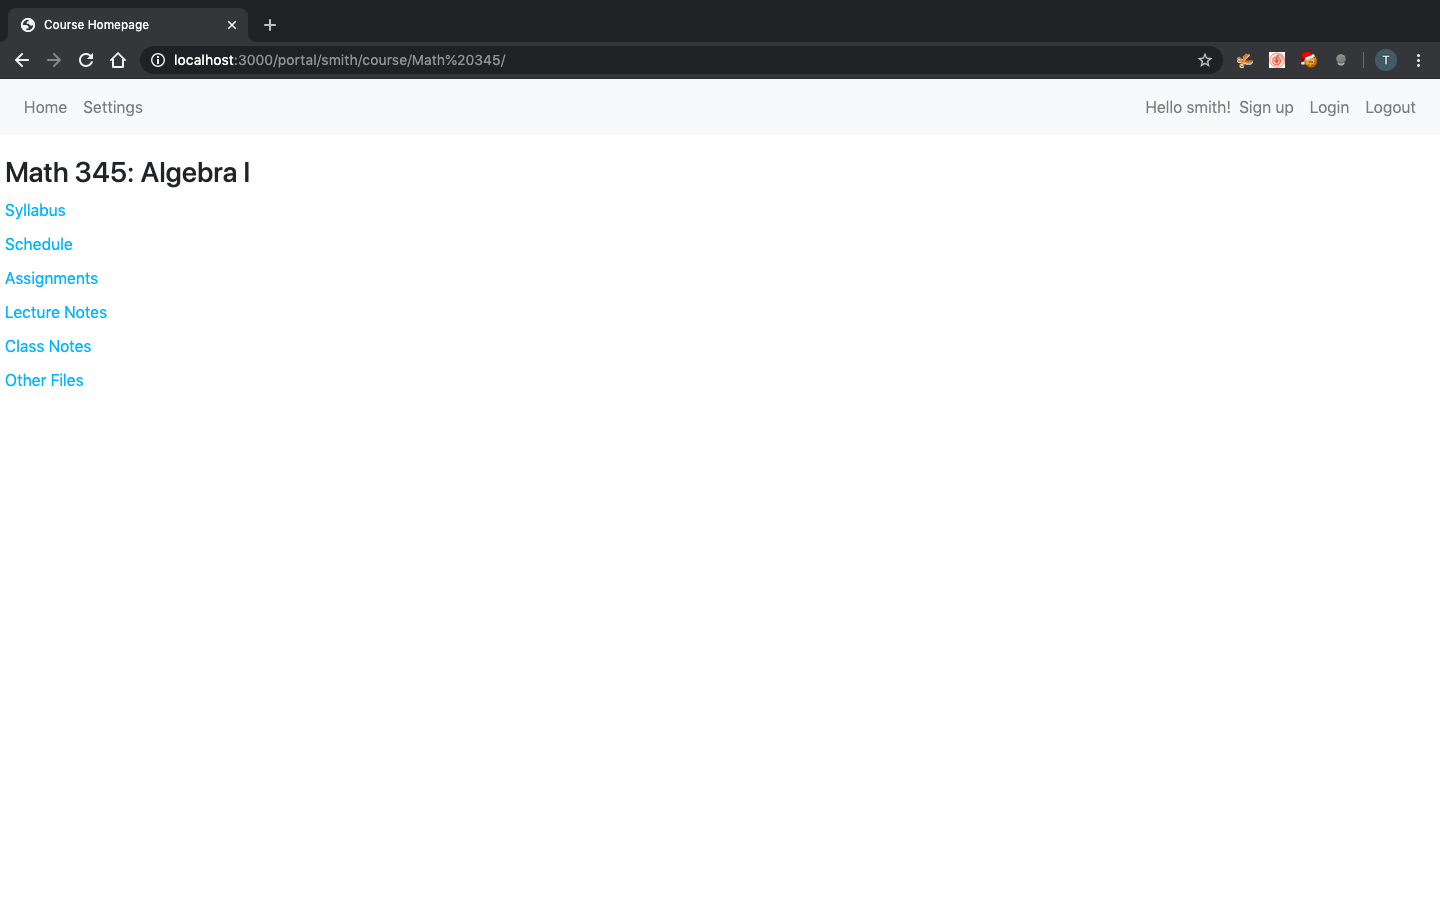 Course Homepage
localhost:3000/portal/smith/course/Math%20345/
T
Home Settings Hello smith! Sign up Login Logout
Math 345: Algebra I
Syllabus
Schedule
Assignments
Lecture Notes
Class Notes
Other Files